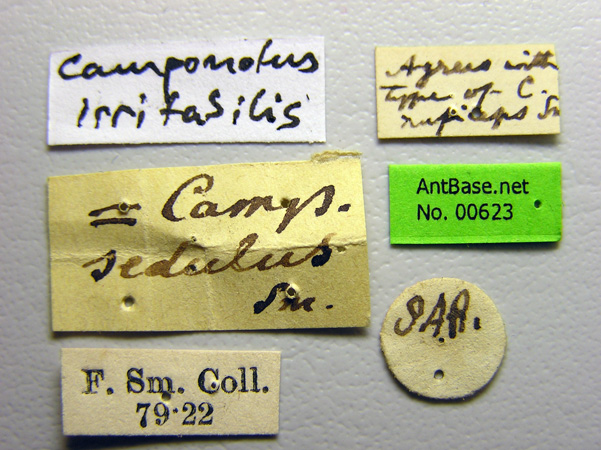 Camponotus
irritabilis
Agrees with
type of C.
ruficeps Sm
= Camp.
sedulus
Sm.
AntBase.net
No. 00623
SAR.
F. Sm. Coll.
79·22